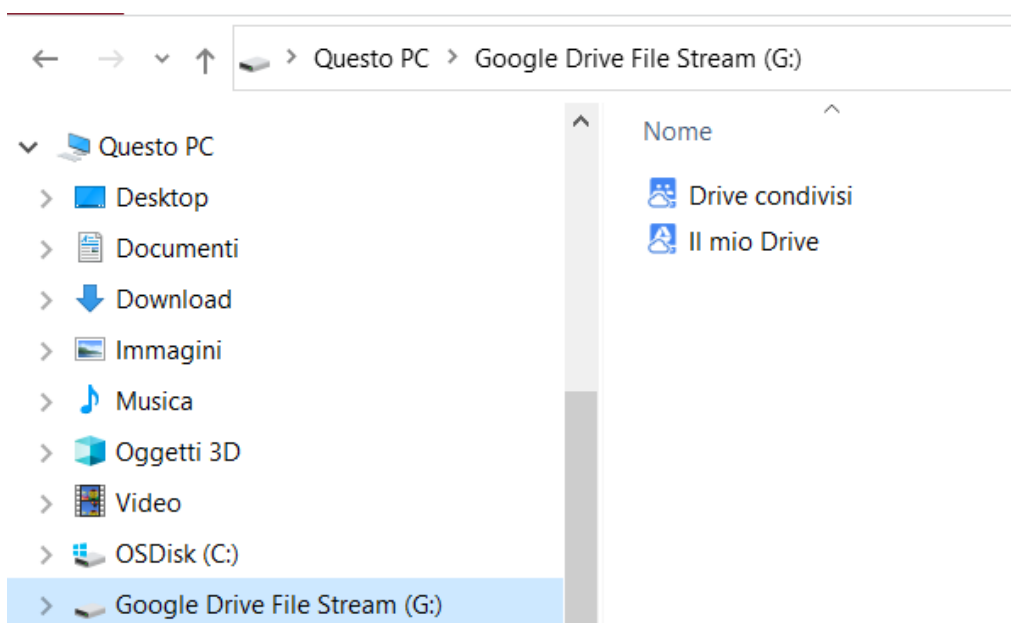 Questo PC > Google Drive File Stream (G:)
Questo PC
Desktop
Documenti
Download
Immagini
Musica
Oggetti 3D
Video
OSDisk (C:)
Google Drive File Stream (G:)
Nome
Drive condivisi
Il mio Drive